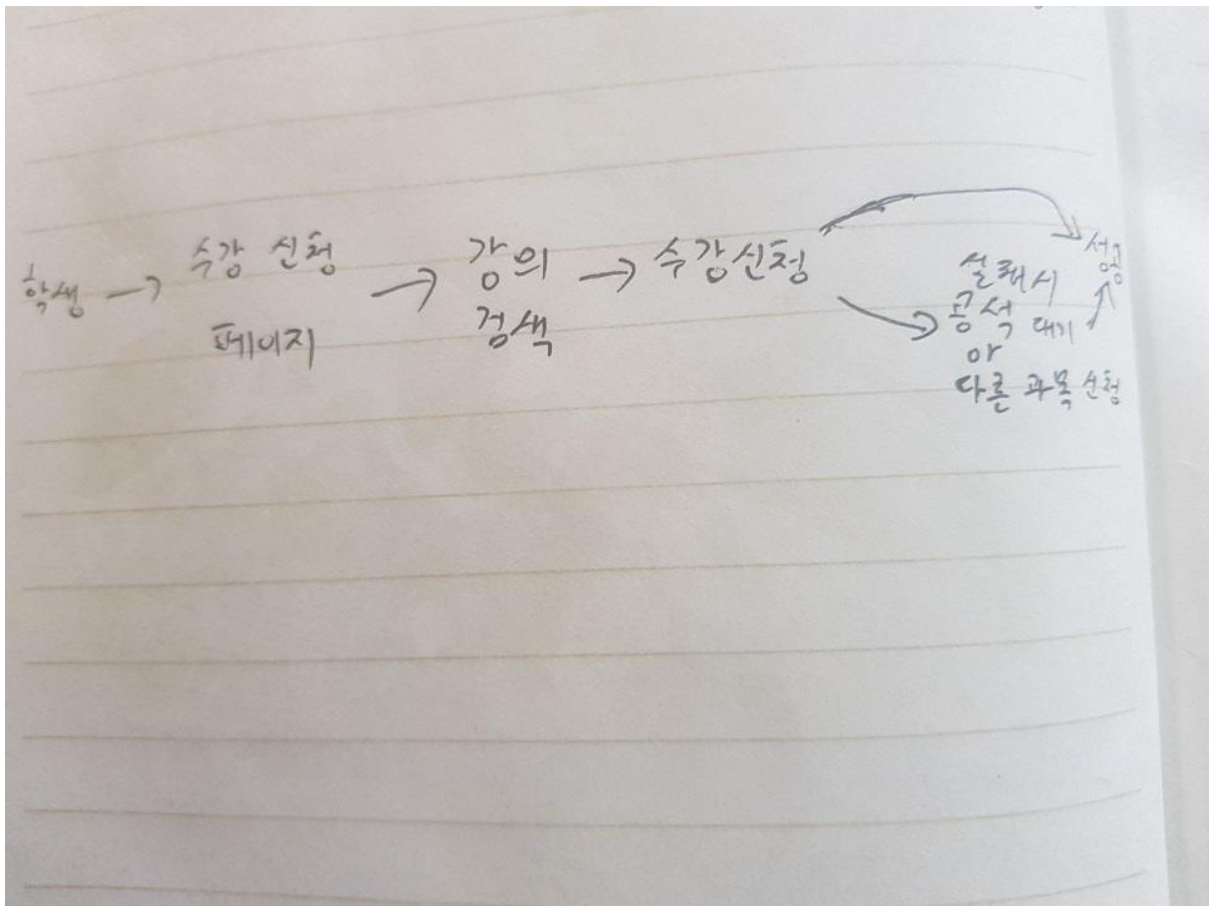 학생 → 수강 신청
페이지
→ 강의
검색
→ 수강신청
→ 성공
→ 실패시
공석 대기
or
다른 과목 신청